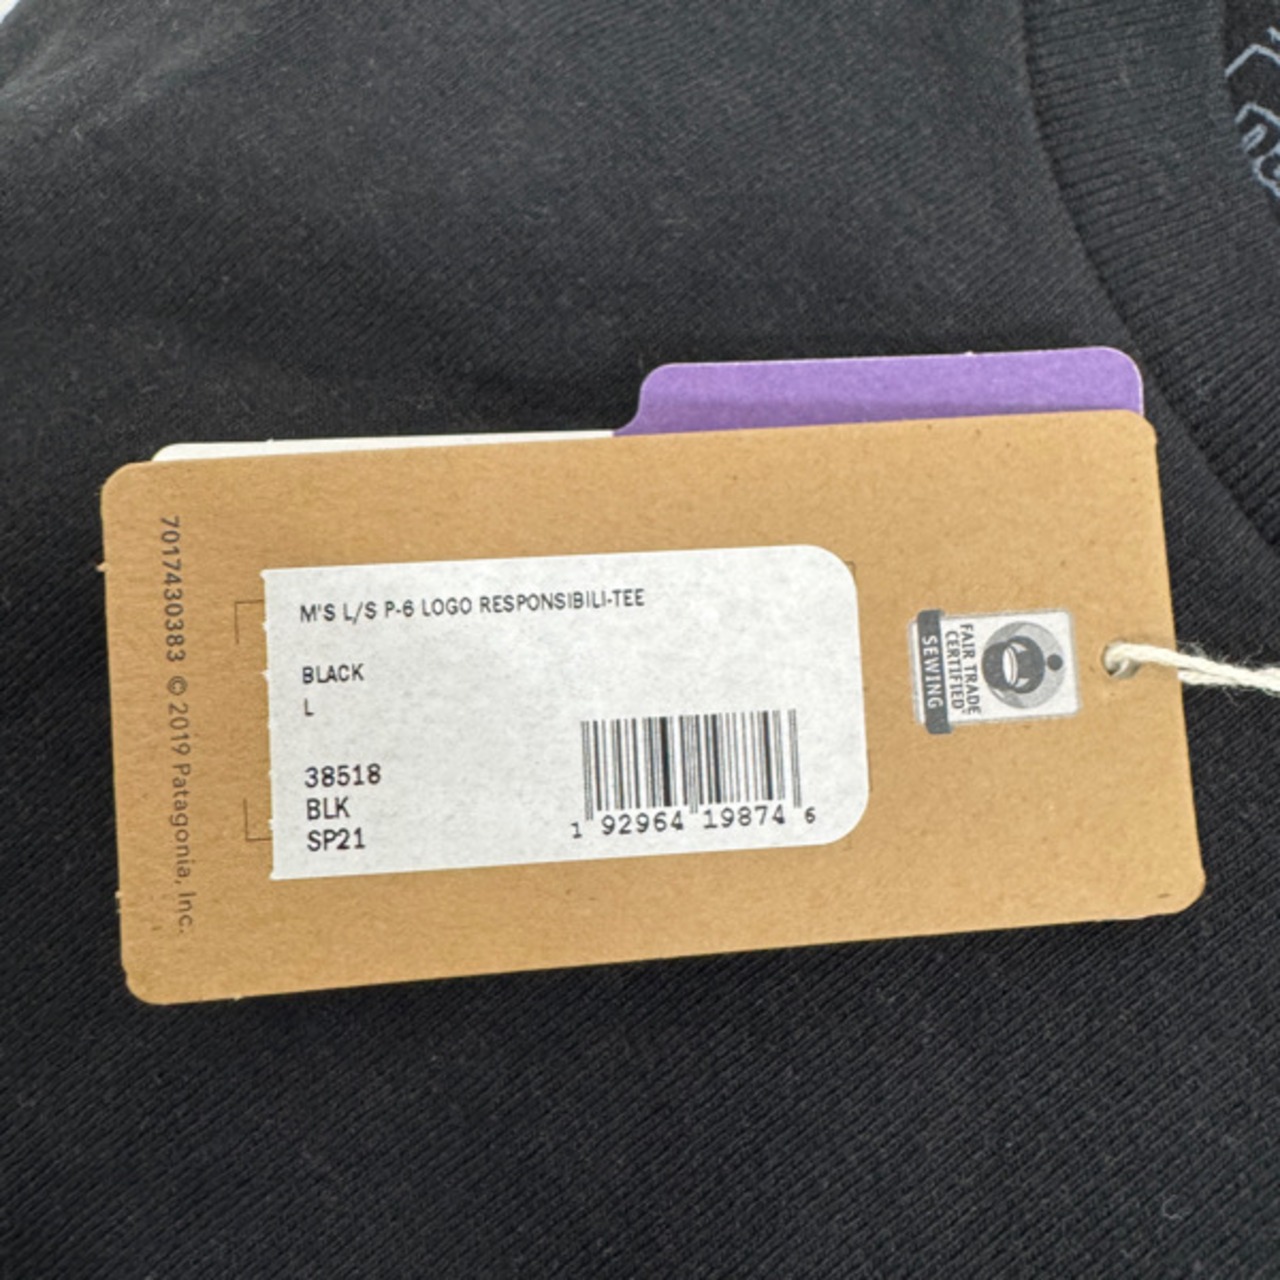 7017430383 © 2019 Patagonia, Inc.
M'S L/S P-6 LOGO RESPONSIBILI-TEE
BLACK
L
38518
BLK
SP21
1 92964 19874 6
FAIR TRADE
CERTIFIED
SEWING